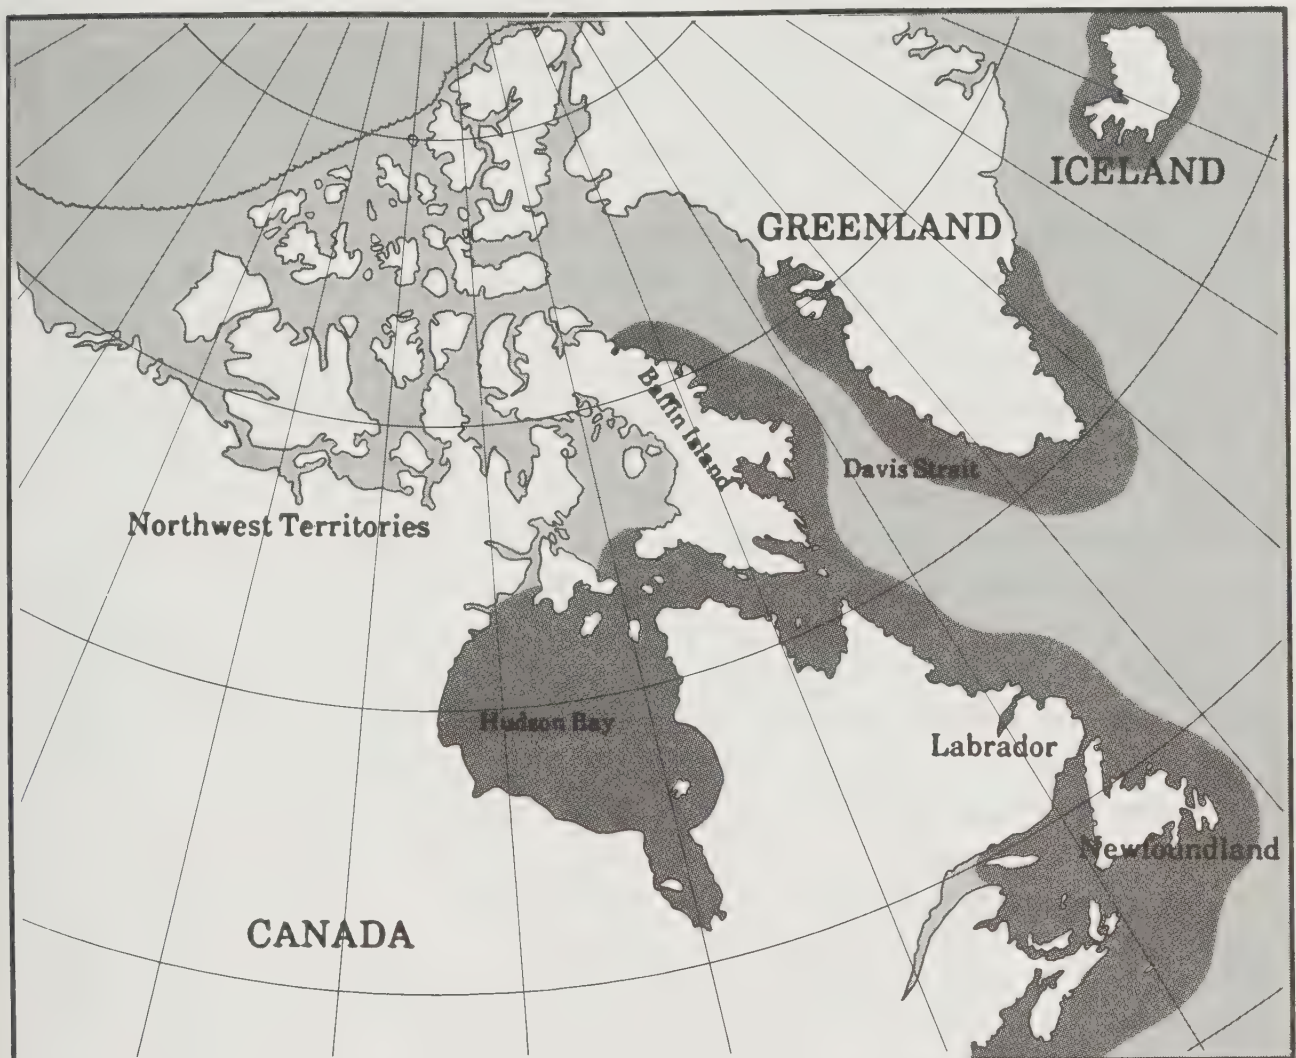 ICELAND
GREENLAND
Baffin Island
Davis Strait
Northwest Territories
Hudson Bay
Labrador
Newfoundland
CANADA